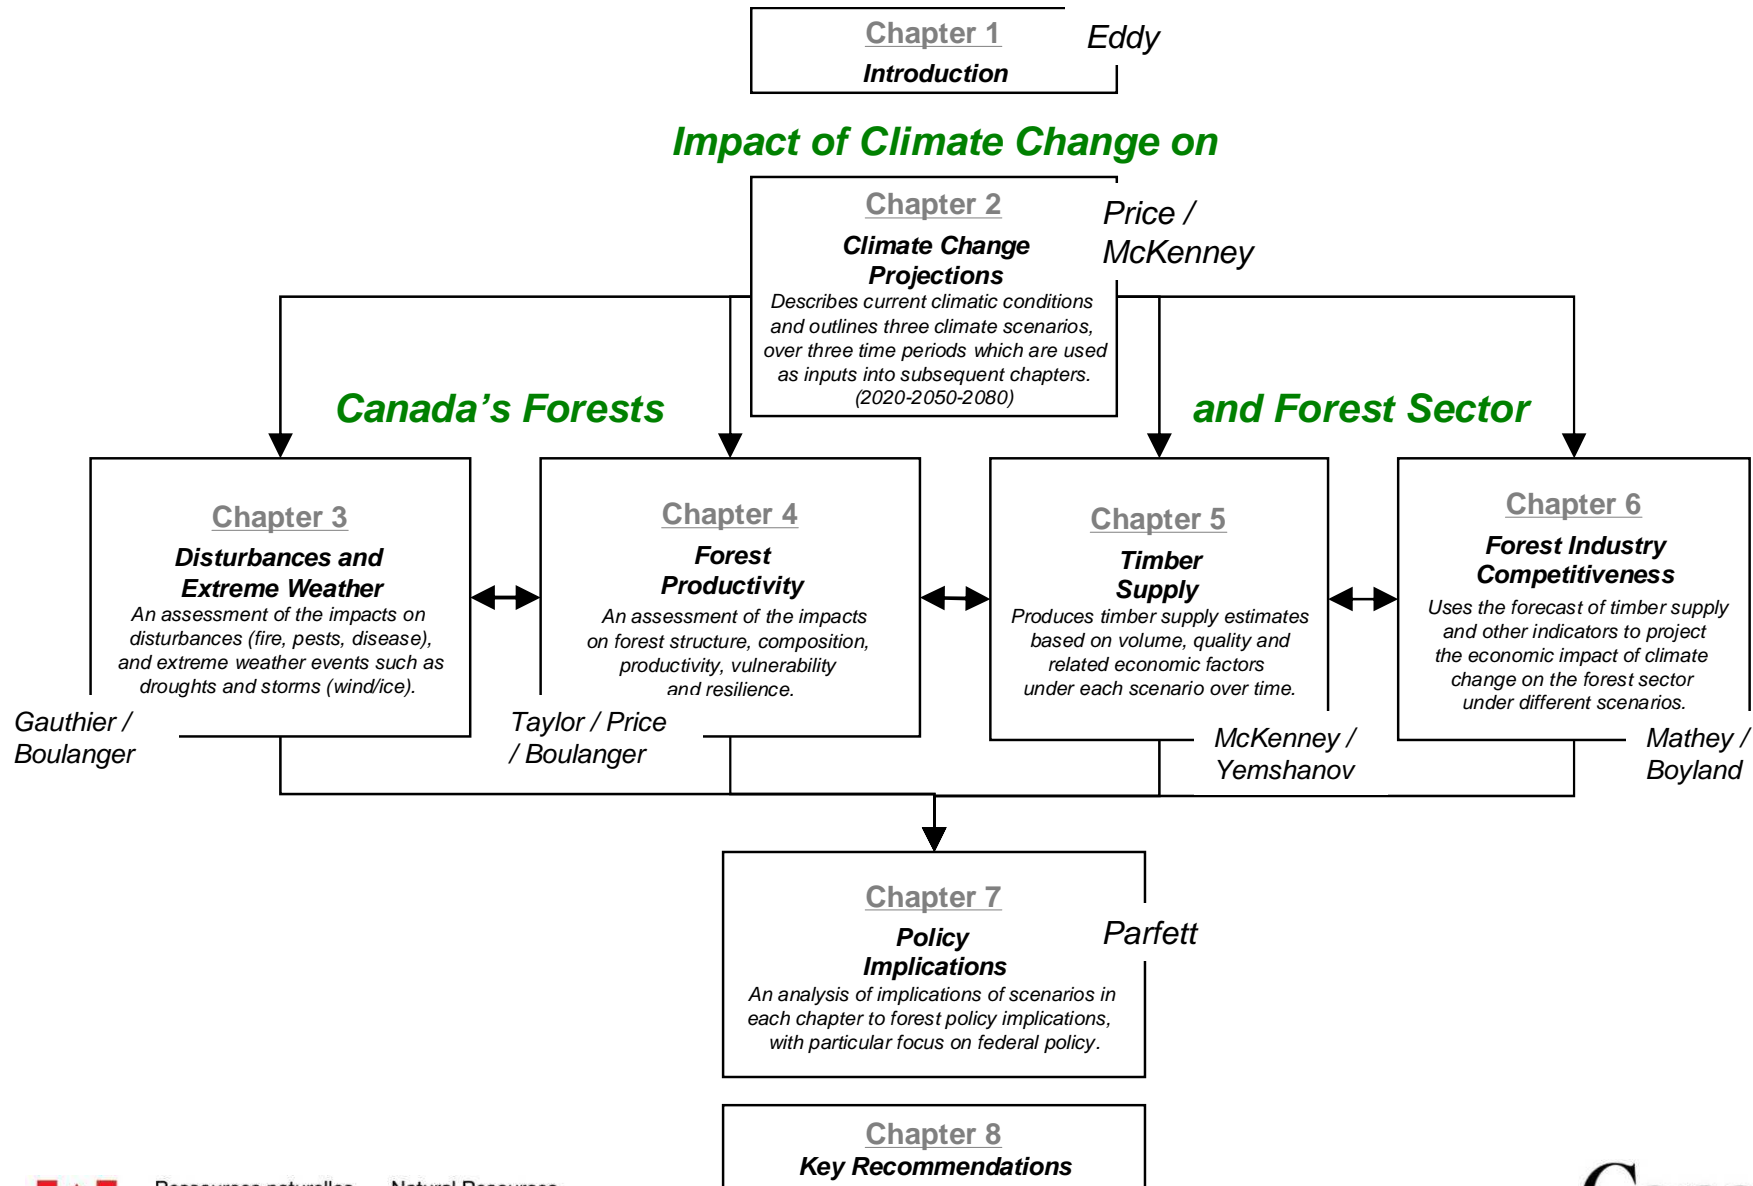 Chapter 1
Eddy
Introduction
Impact of Climate Change on
Chapter 2
Price /
McKenney
Climate Change
Projections
Describes current climatic conditions
and outlines three climate scenarios,
over three time periods which are used
as inputs into subsequent chapters.
(2020-2050-2080)
Canada’s Forests
and Forest Sector
Chapter 3
Disturbances and
Extreme Weather
An assessment of the impacts on
disturbances (fire, pests, disease),
and extreme weather events such as
droughts and storms (wind/ice).
Gauthier /
Boulanger
Chapter 4
Forest
Productivity
An assessment of the impacts
on forest structure, composition,
productivity, vulnerability
and resilience.
Taylor / Price
/ Boulanger
Chapter 5
Timber
Supply
Produces timber supply estimates
based on volume, quality and
related economic factors
under each scenario over time.
McKenney /
Yemshanov
Chapter 6
Forest Industry
Competitiveness
Uses the forecast of timber supply
and other indicators to project
the economic impact of climate
change on the forest sector
under different scenarios.
Mathey /
Boyland
Chapter 7
Parfett
Policy
Implications
An analysis of implications of scenarios in
each chapter to forest policy implications,
with particular focus on federal policy.
Chapter 8
Key Recommendations
Ressources naturelles
Natural Resources